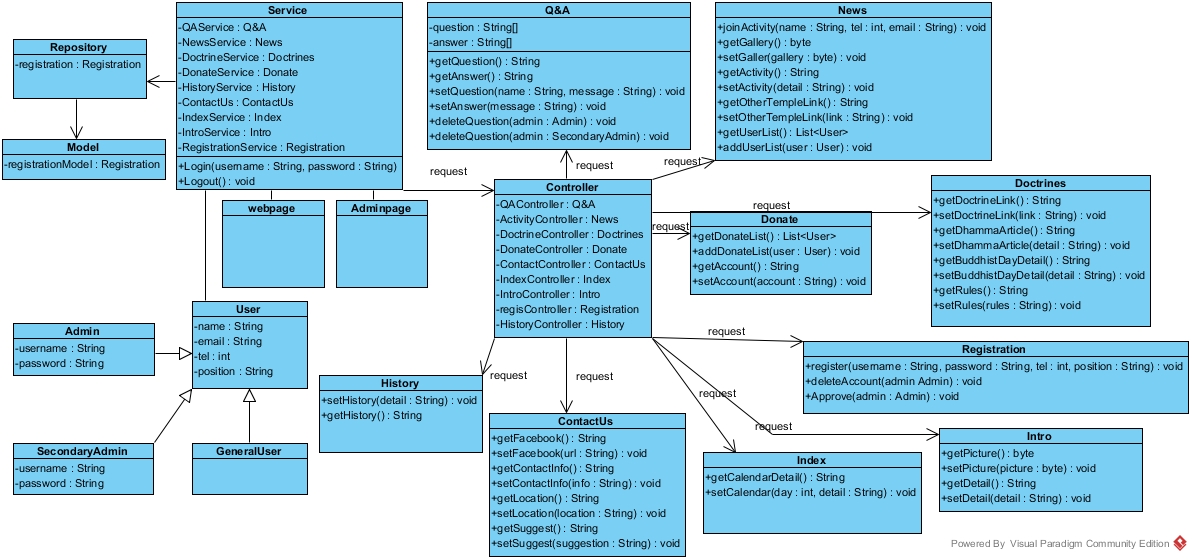 Service
-QAService : Q&A
-NewsService : News
-DoctrineService : Doctrines
-DonateService : Donate
-HistoryService : History
-ContactUs : ContactUs
-IndexService : Index
-IntroService : Intro
-RegistrationService : Registration
+Login(username : String, password : String)
+Logout() : void
Repository
-registration : Registration
Model
-registrationModel : Registration
Q&A
-question : String[]
-answer : String[]
+getQuestion() : String
+getAnswer() : String
+setQuestion(name : String, message : String) : void
+setAnswer(message : String) : void
+deleteQuestion(admin : Admin) : void
+deleteQuestion(admin : SecondaryAdmin) : void
News
+joinActivity(name : String, tel : int, email : String) : void
+getGallery() : byte
+setGaller(gallery : byte) : void
+getActivity() : String
+setActivity(detail : String) : void
+getOtherTempleLink() : String
+setOtherTempleLink(link : String) : void
+getUserList() : List<User>
+addUserList(user : User) : void
request
request
request
webpage
Adminpage
Controller
-QAController : Q&A
-ActivityController : News
-DoctrineController : Doctrines
-DonateController : Donate
-ContactController : ContactUs
-IndexController : Index
-IntroController : Intro
-regisController : Registration
-HistoryController : History
request
request
Donate
+getDonateList() : List<User>
+addDonateList(user : User) : void
+getAccount() : String
+setAccount(account : String) : void
Doctrines
+getDoctrineLink() : String
+setDoctrineLink(link : String) : void
+getDhammaArticle() : String
+setDhammaArticle(detail : String) : void
+getBuddhistDayDetail() : String
+setBuddhistDayDetail(detail : String) : void
+getRules() : String
+setRules(rules : String) : void
User
-name : String
-email : String
-tel : int
-position : String
Admin
-username : String
-password : String
SecondaryAdmin
-username : String
-password : String
GeneralUser
request
request
request
request
request
History
+setHistory(detail : String) : void
+getHistory() : String
ContactUs
+getFacebook() : String
+setFacebook(url : String) : void
+getContactInfo() : String
+setContactInfo(info : String) : void
+getLocation() : String
+setLocation(location : String) : void
+getSuggest() : String
+setSuggest(suggestion : String) : void
Registration
+register(username : String, password : String, tel : int, position : String) : void
+deleteAccount(admin Admin) : void
+Approve(admin : Admin) : void
Index
+getCalendarDetail() : String
+setCalendar(day : int, detail : String) : void
Intro
+getPicture() : byte
+setPicture(picture : byte) : void
+getDetail() : String
+setDetail(detail : String) : void
Powered By Visual Paradigm Community Edition